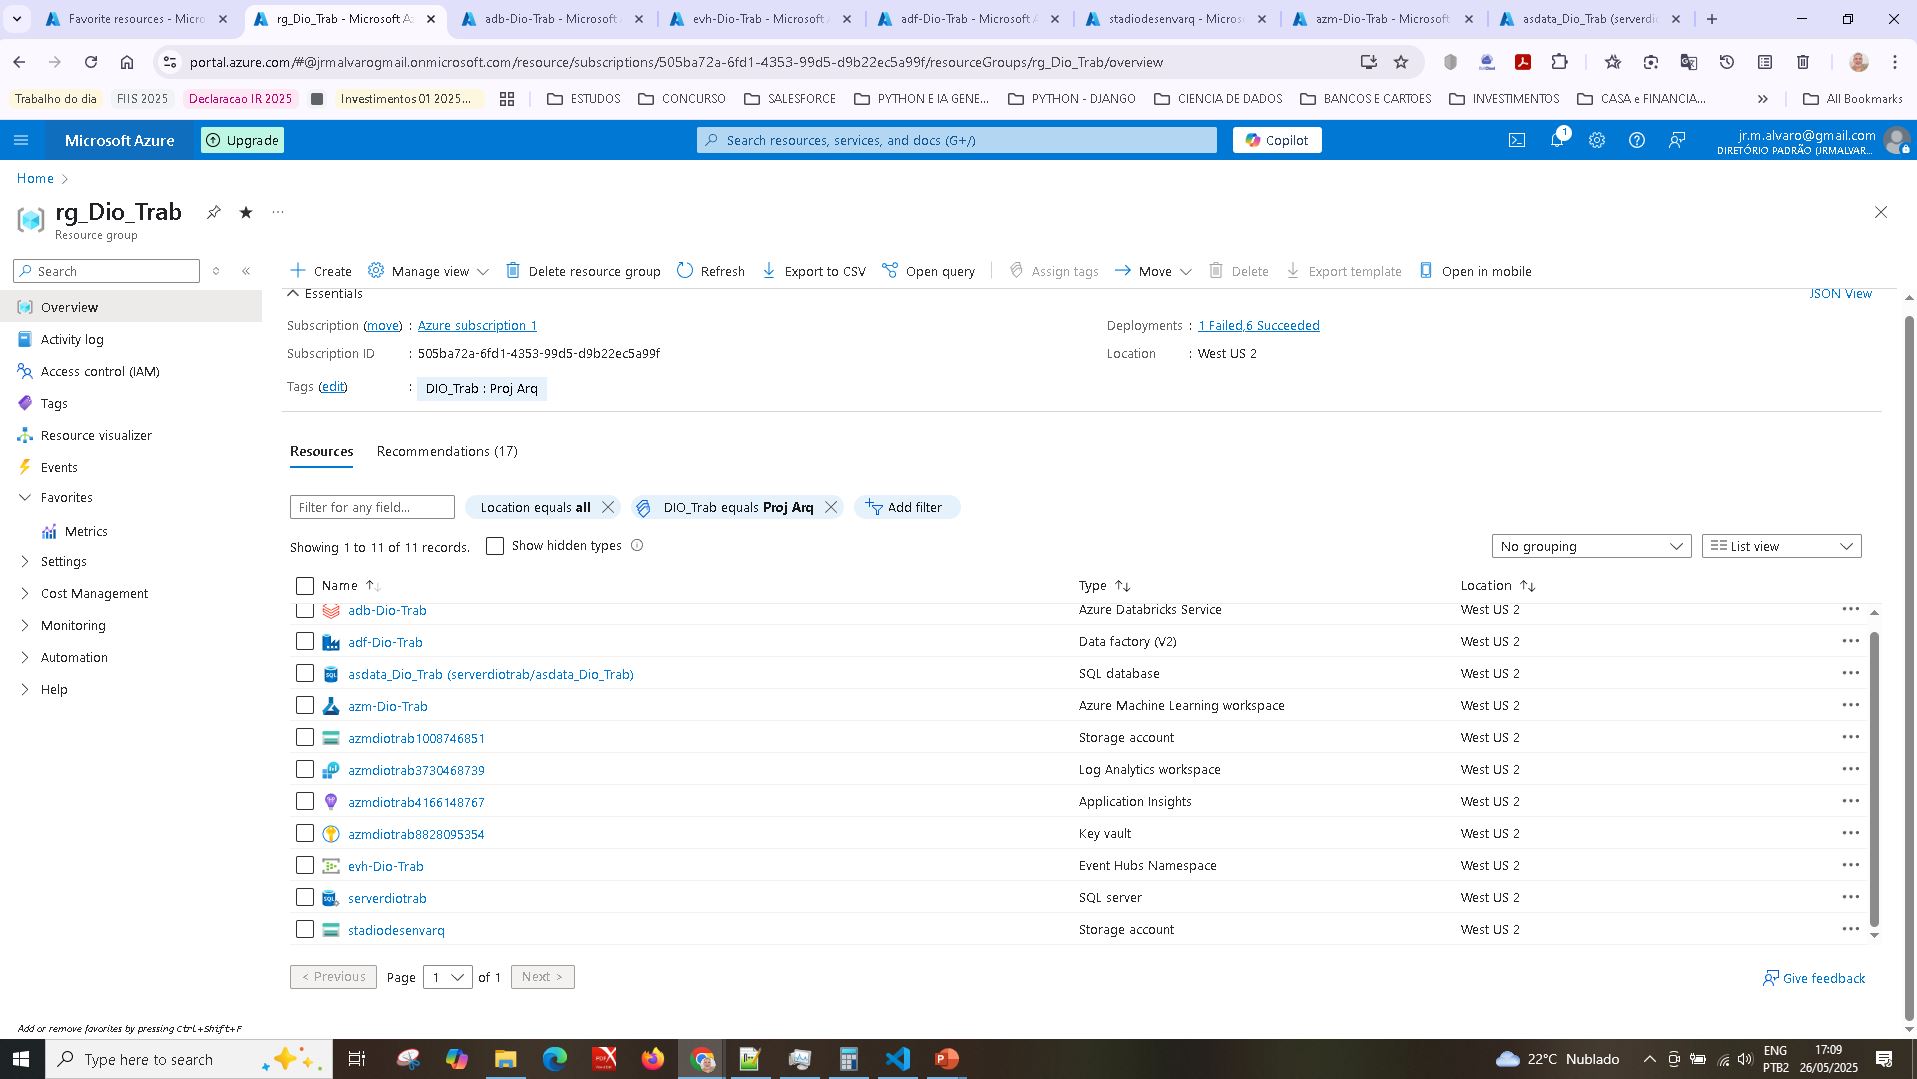 Favorite resources - Micro
rg_Dio_Trab - Microsoft Az
adb-Dio-Trab - Microsoft A
evh-Dio-Trab - Microsoft A
adf-Dio-Trab - Microsoft A
stadiodesenvarq - Microso
azm-Dio-Trab - Microsoft
asdata_Dio_Trab (serverdio
portal.azure.com/#@jrmalvarogmail.onmicrosoft.com/resource/subscriptions/505ba72a-6fd1-4353-99d5-d9b22ec5a99f/resourceGroups/rg_Dio_Trab/overview
Trabalho do dia
FIIS 2025
Declaracao IR 2025
Investimentos 01 2025...
ESTUDOS
CONCURSO
SALESFORCE
PYTHON E IA GENE...
PYTHON - DJANGO
CIENCIA DE DADOS
BANCOS E CARTOES
INVESTIMENTOS
CASA e FINANCIA...
All Bookmarks
Microsoft Azure
Upgrade
Search resources, services, and docs (G+/)
Copilot
1
jr.m.alvaro@gmail.com
DIRETÓRIO PADRÃO (JRMALVAR...
Home
rg_Dio_Trab
Resource group
Search
Overview
Activity log
Access control (IAM)
Tags
Resource visualizer
Events
Favorites
Metrics
Settings
Cost Management
Monitoring
Automation
Help
Add or remove favorites by pressing Ctrl+Shift+F
Create
Manage view
Delete resource group
Refresh
Export to CSV
Open query
Assign tags
Move
Delete
Export template
Open in mobile
Essentials
JSON View
Subscription (move) : Azure subscription 1
Deployments : 1 Failed,6 Succeeded
Subscription ID : 505ba72a-6fd1-4353-99d5-d9b22ec5a99f
Location : West US 2
Tags (edit) : DIO_Trab : Proj Arq
Resources
Recommendations (17)
Filter for any field...
Location equals all
DIO_Trab equals Proj Arq
Add filter
Showing 1 to 11 of 11 records.
Show hidden types
No grouping
List view
Name Type Location
adb-Dio-Trab Azure Databricks Service West US 2
adf-Dio-Trab Data factory (V2) West US 2
asdata_Dio_Trab (serverdiotrab/asdata_Dio_Trab) SQL database West US 2
azm-Dio-Trab Azure Machine Learning workspace West US 2
azmdiotrab1008746851 Storage account West US 2
azmdiotrab3730468739 Log Analytics workspace West US 2
azmdiotrab4166148767 Application Insights West US 2
azmdiotrab8828095354 Key vault West US 2
evh-Dio-Trab Event Hubs Namespace West US 2
serverdiotrab SQL server West US 2
stadiodesenvarq Storage account West US 2
< Previous Page 1 of 1 Next >
Give feedback
Type here to search
22°C Nublado
ENG
PTB2
17:09
26/05/2025